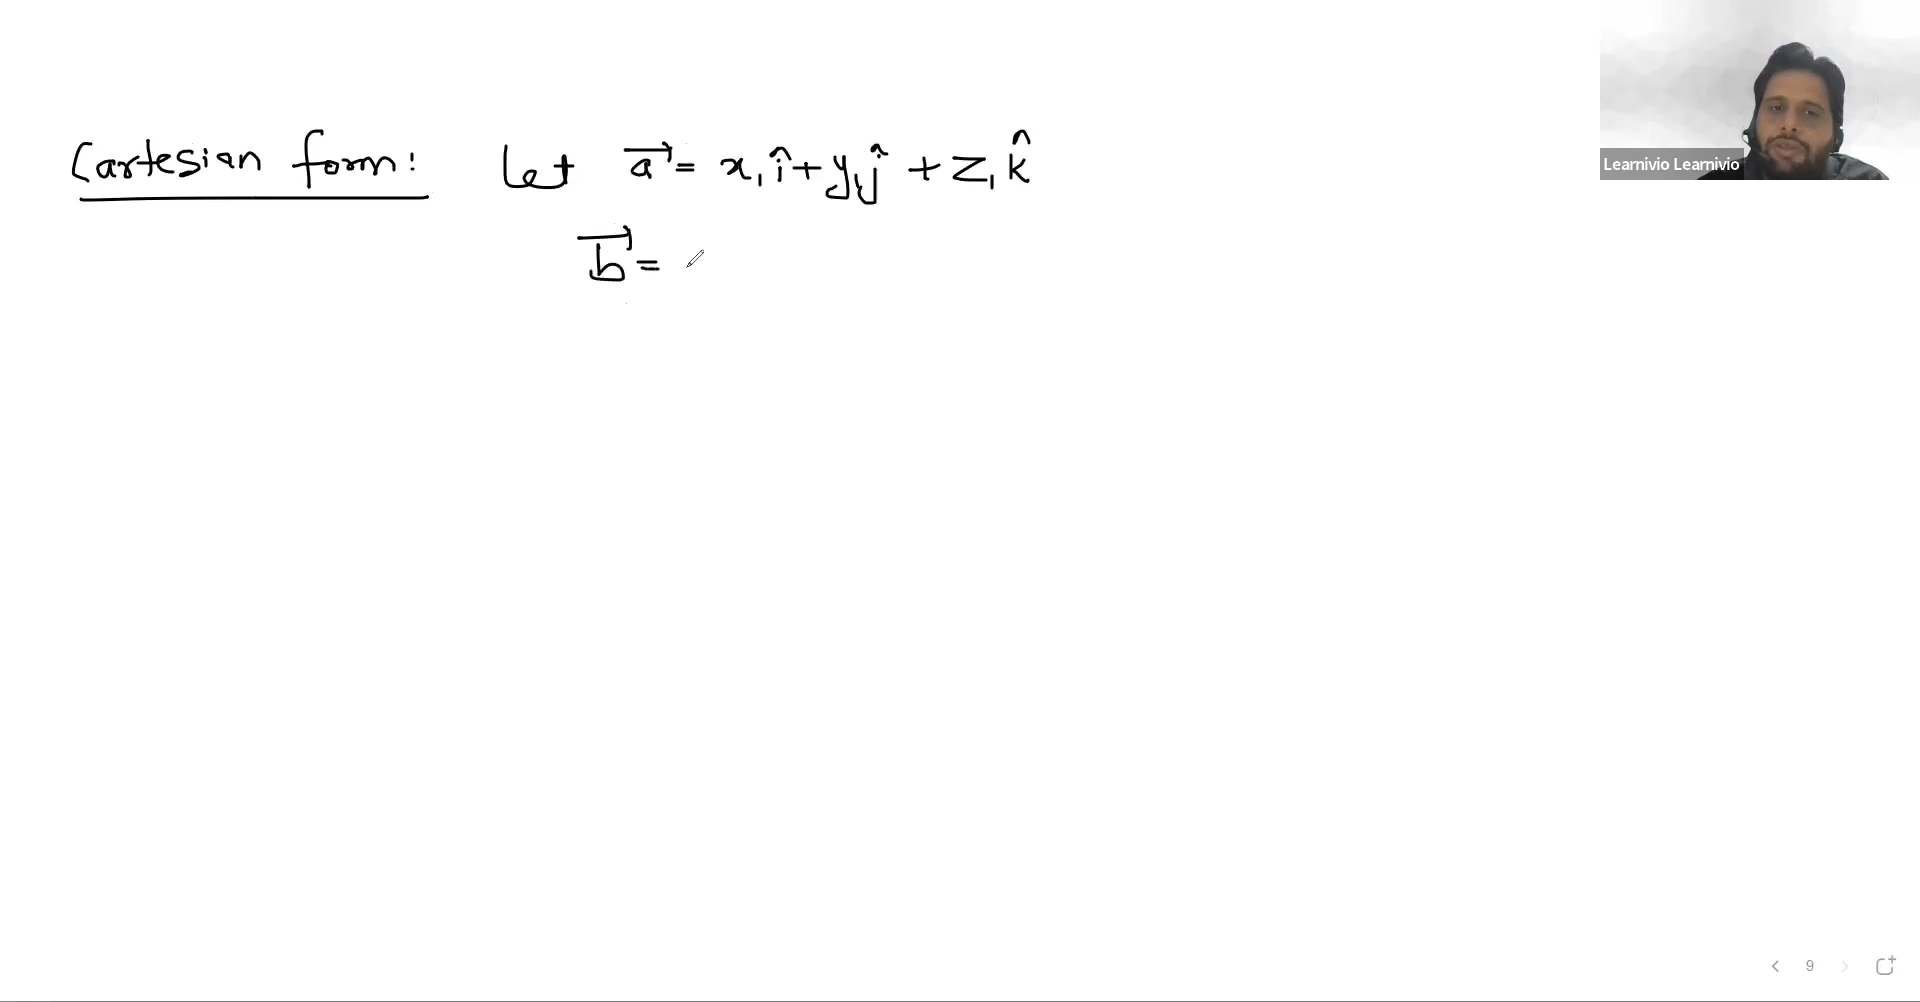 Cartesian form: Let a⃗ = x₁î + y₁ĵ + z₁k̂
b⃗ =
Learnivio Learnivio
9